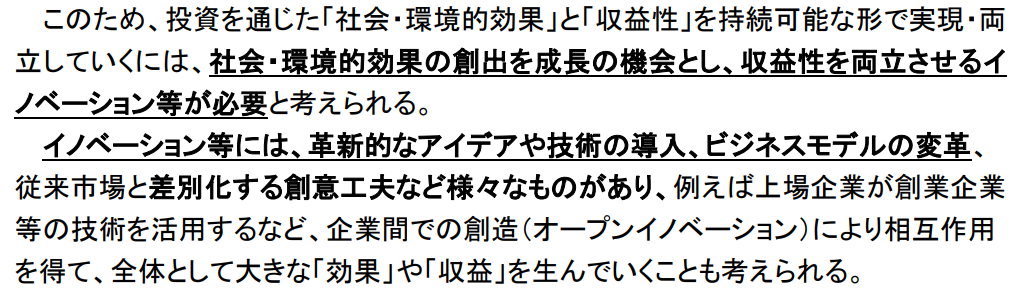 このため、投資を通じた「社会・環境的効果」と「収益性」を持続可能な形で実現・両
立していくには、社会・環境的効果の創出を成長の機会とし、収益性を両立させるイ
ノベーション等が必要と考えられる。
イノベーション等には、革新的なアイデアや技術の導入、ビジネスモデルの変革、
従来市場と差別化する創意工夫など様々なものがあり、例えば上場企業が創業企業
等の技術を活用するなど、企業間での創造（オープンイノベーション）により相互作用
を得て、全体として大きな「効果」や「収益」を生んでいくことも考えられる。